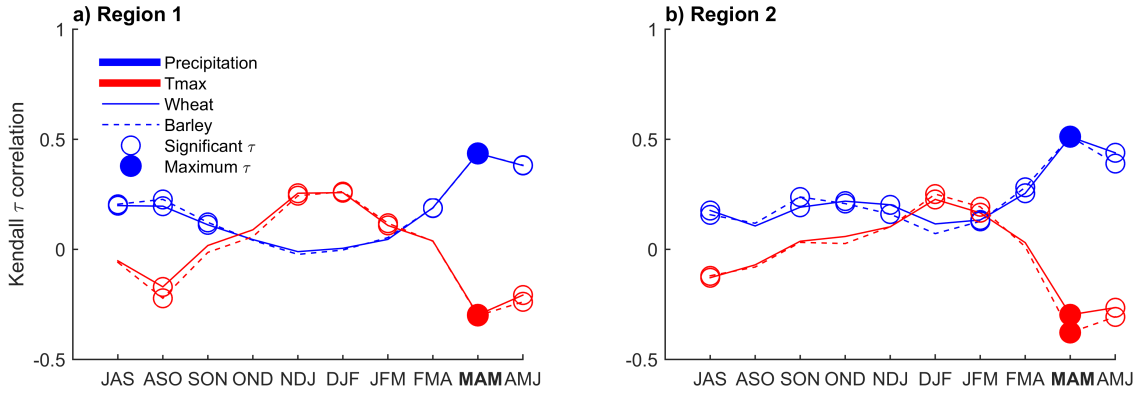 a) Region 1
1
0.5
0
-0.5
Kendall τ correlation
Precipitation
Tmax
Wheat
Barley
Significant τ
Maximum τ
JAS ASO SON OND NDJ DJF JFM FMA MAM AMJ
b) Region 2
1
0.5
0
-0.5
JAS ASO SON OND NDJ DJF JFM FMA MAM AMJ